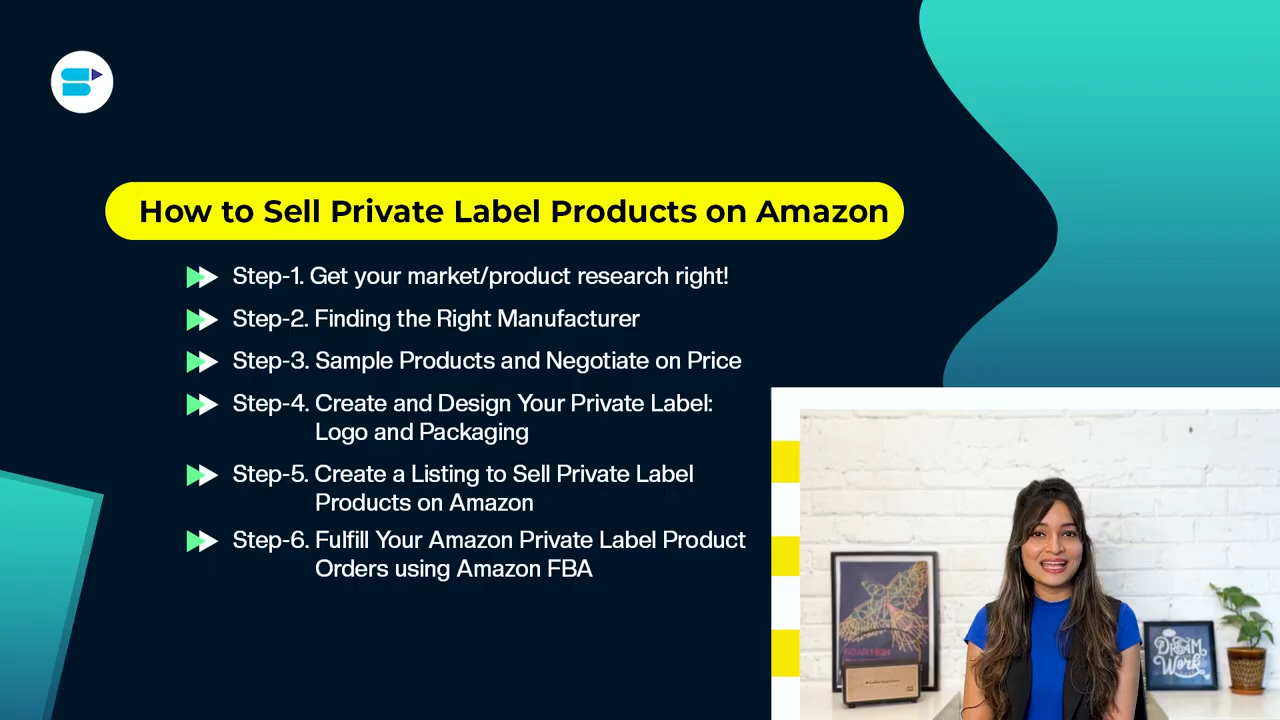 How to Sell Private Label Products on Amazon
Step-1. Get your market/product research right!
Step-2. Finding the Right Manufacturer
Step-3. Sample Products and Negotiate on Price
Step-4. Create and Design Your Private Label:
Logo and Packaging
Step-5. Create a Listing to Sell Private Label
Products on Amazon
Step-6. Fulfill Your Amazon Private Label Product
Orders using Amazon FBA
SOAR HIGH
DREAM
Work